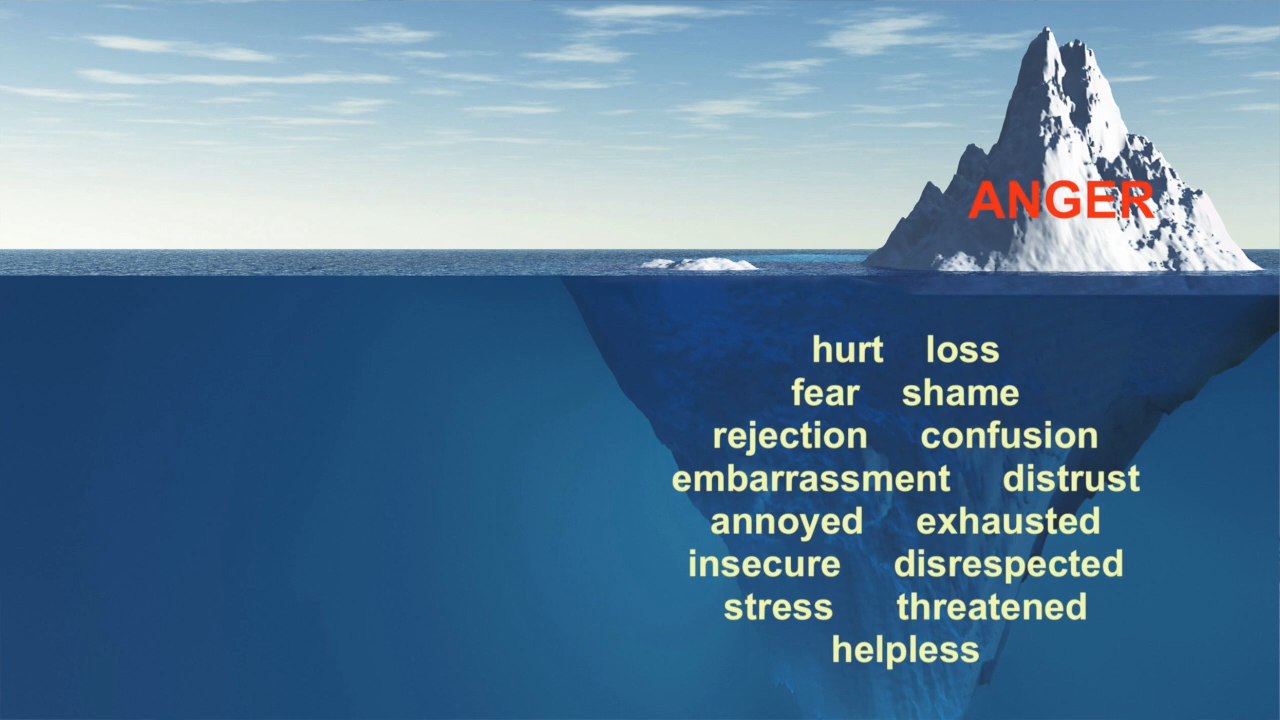 ANGER
hurt loss
fear shame
rejection confusion
embarrassment distrust
annoyed exhausted
insecure disrespected
stress threatened
helpless